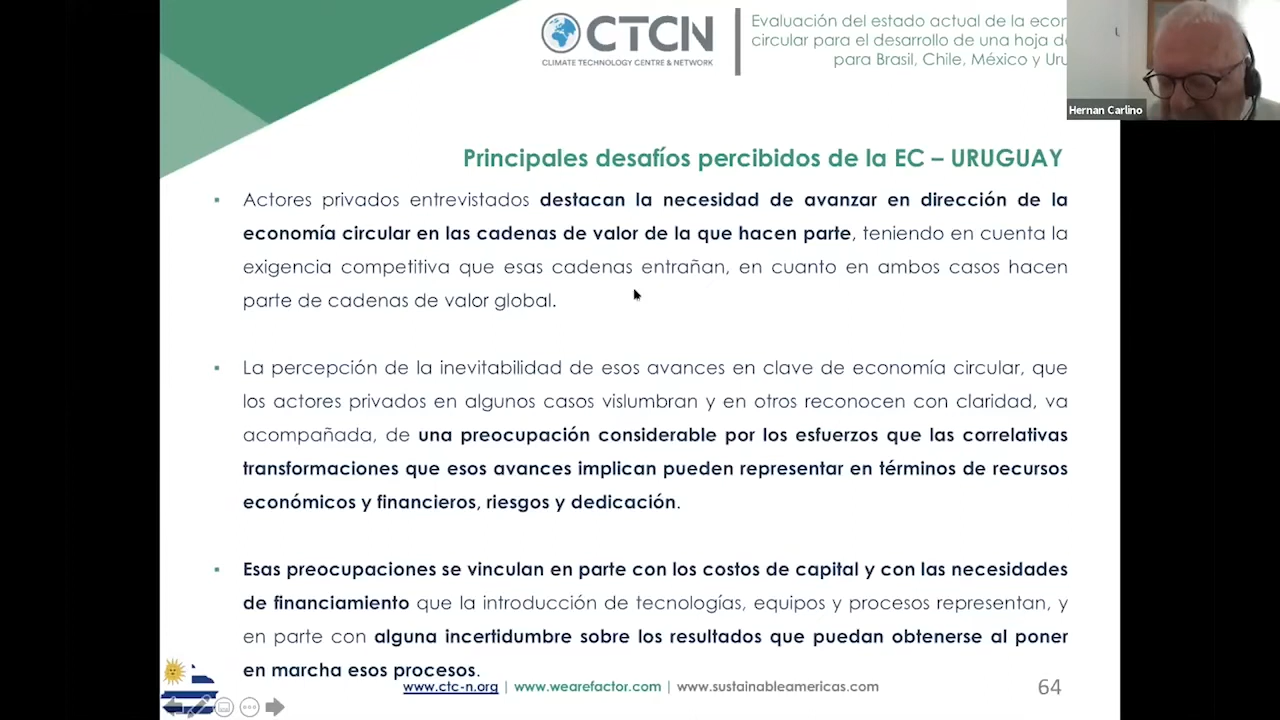 CTCN
CLIMATE TECHNOLOGY CENTRE & NETWORK
Evaluación del estado actual de la
circular para el desarrollo de una hoja
para Brasil, Chile, México y
Hernan Carlino
Principales desafíos percibidos de la EC – URUGUAY
▪ Actores privados entrevistados destacan la necesidad de avanzar en dirección de la
economía circular en las cadenas de valor de la que hacen parte, teniendo en cuenta la
exigencia competitiva que esas cadenas entrañan, en cuanto en ambos casos hacen
parte de cadenas de valor global.
▪ La percepción de la inevitabilidad de esos avances en clave de economía circular, que
los actores privados en algunos casos vislumbran y en otros reconocen con claridad, va
acompañada, de una preocupación considerable por los esfuerzos que las correlativas
transformaciones que esos avances implican pueden representar en términos de recursos
económicos y financieros, riesgos y dedicación.
▪ Esas preocupaciones se vinculan en parte con los costos de capital y con las necesidades
de financiamiento que la introducción de tecnologías, equipos y procesos representan, y
en parte con alguna incertidumbre sobre los resultados que puedan obtenerse al poner
en marcha esos procesos.
www.ctc-n.org | www.wearefactor.com | www.sustainableamericas.com
64